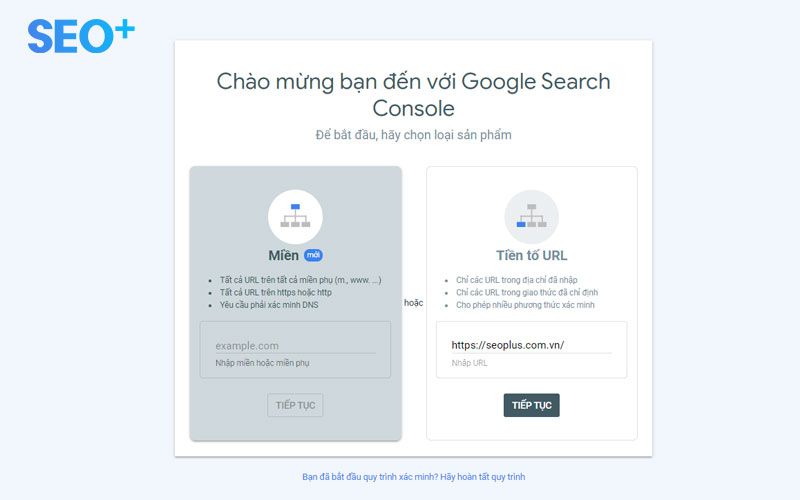 SEO+
Chào mừng bạn đến với Google Search
Console
Để bắt đầu, hãy chọn loại sản phẩm
Miền mới
Tất cả URL trên tất cả miền phụ (m., www. ...)
Tất cả URL trên https hoặc http
Yêu cầu phải xác minh DNS
example.com
Nhập miền hoặc miền phụ
TIẾP TỤC
hoặc
Tiền tố URL
Chỉ các URL trong địa chỉ đã nhập
Chỉ các URL trong giao thức đã chỉ định
Cho phép nhiều phương thức xác minh
https://seoplus.com.vn/
Nhập URL
TIẾP TỤC
Bạn đã bắt đầu quy trình xác minh? Hãy hoàn tất quy trình